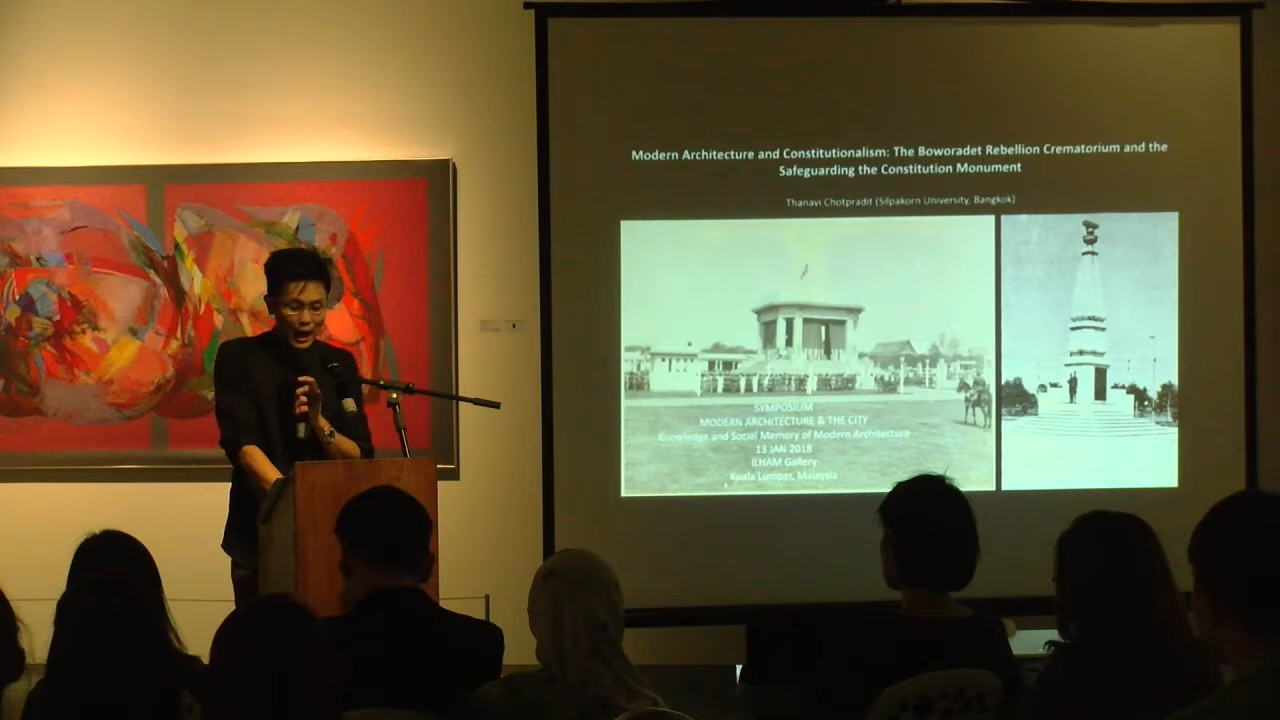 Modern Architecture and Constitutionalism: The Boworadet Rebellion Crematorium and the
Safeguarding the Constitution Monument
Thanavi Chotpradit (Silpakorn University, Bangkok)
SYMPOSIUM
MODERN ARCHITECTURE & THE CITY
Knowledge and Social Memory of Modern Architecture
13 JAN 2018
ILHAM Gallery
Kuala Lumper, Malaysia